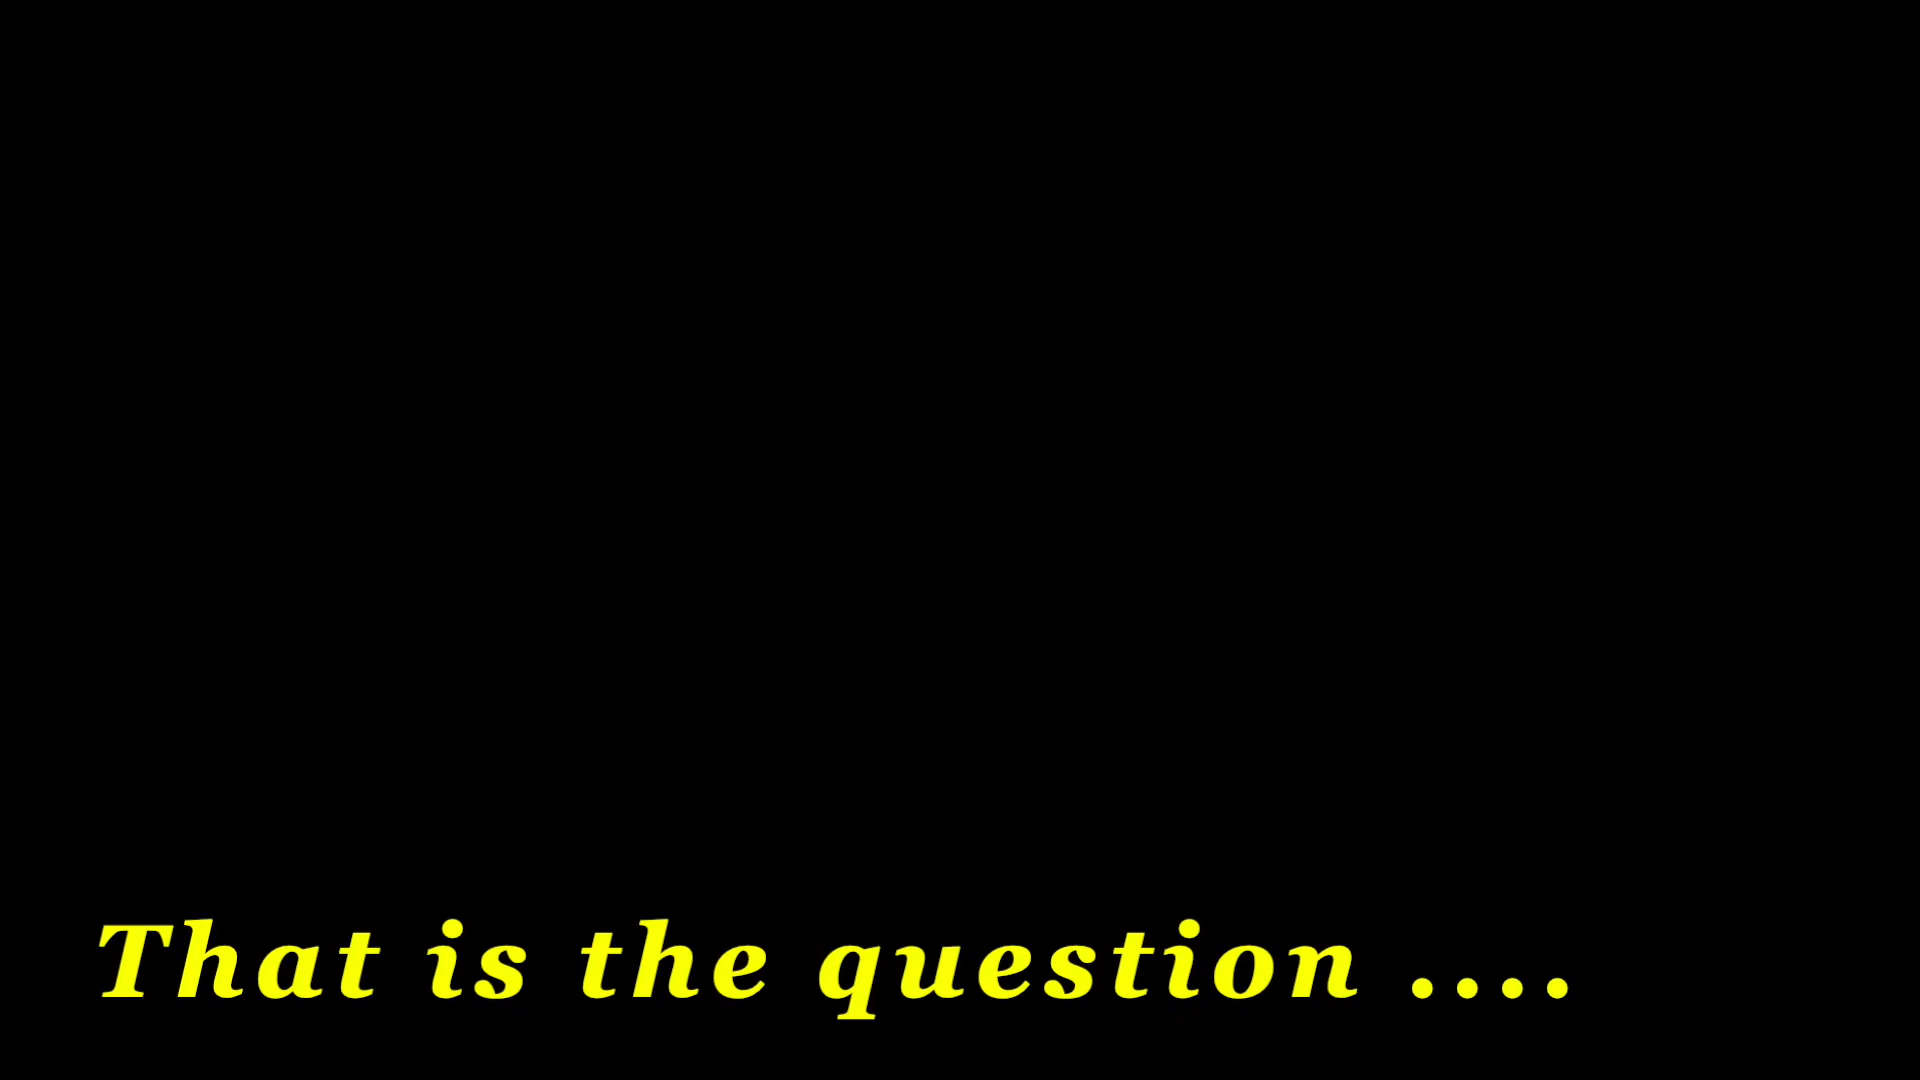 That is the question ....